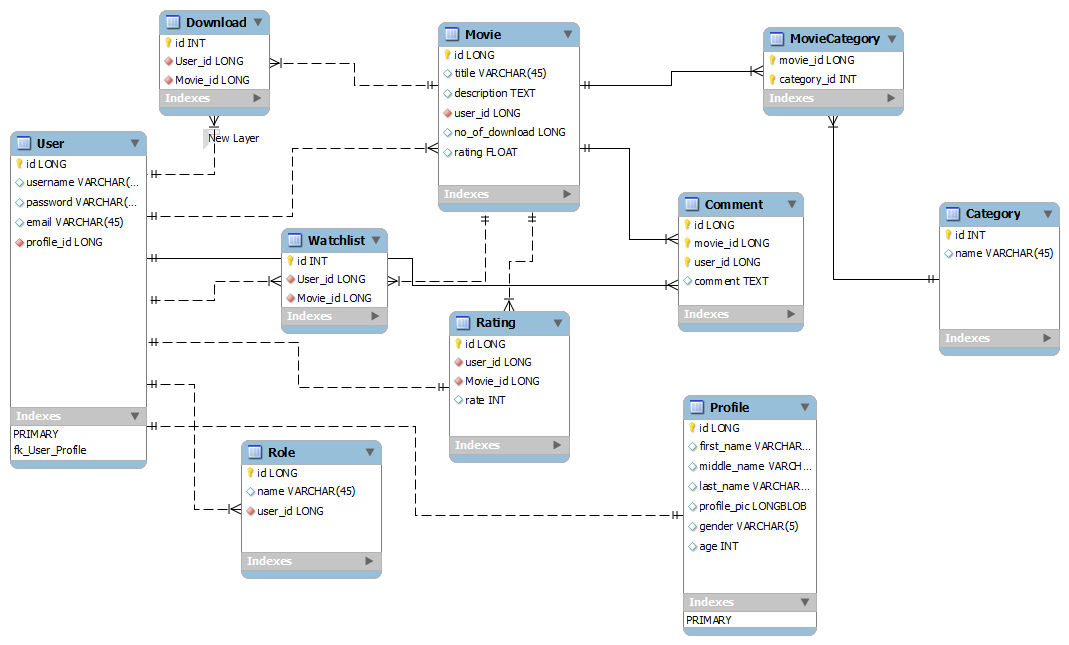 Download
id INT
User_id LONG
Movie_id LONG
Indexes
New Layer
Movie
id LONG
titile VARCHAR(45)
description TEXT
user_id LONG
no_of_download LONG
rating FLOAT
Indexes
MovieCategory
movie_id LONG
category_id INT
Indexes
User
id LONG
username VARCHAR(...
password VARCHAR(...
email VARCHAR(45)
profile_id LONG
Indexes
PRIMARY
fk_User_Profile
Watchlist
id INT
User_id LONG
Movie_id LONG
Indexes
Comment
id LONG
movie_id LONG
user_id LONG
comment TEXT
Indexes
Category
id INT
name VARCHAR(45)
Indexes
Rating
id LONG
user_id LONG
Movie_id LONG
rate INT
Indexes
Role
id LONG
name VARCHAR(45)
user_id LONG
Indexes
Profile
id LONG
first_name VARCHAR...
middle_name VARCH...
last_name VARCHAR...
profile_pic LONGBLOB
gender VARCHAR(5)
age INT
Indexes
PRIMARY